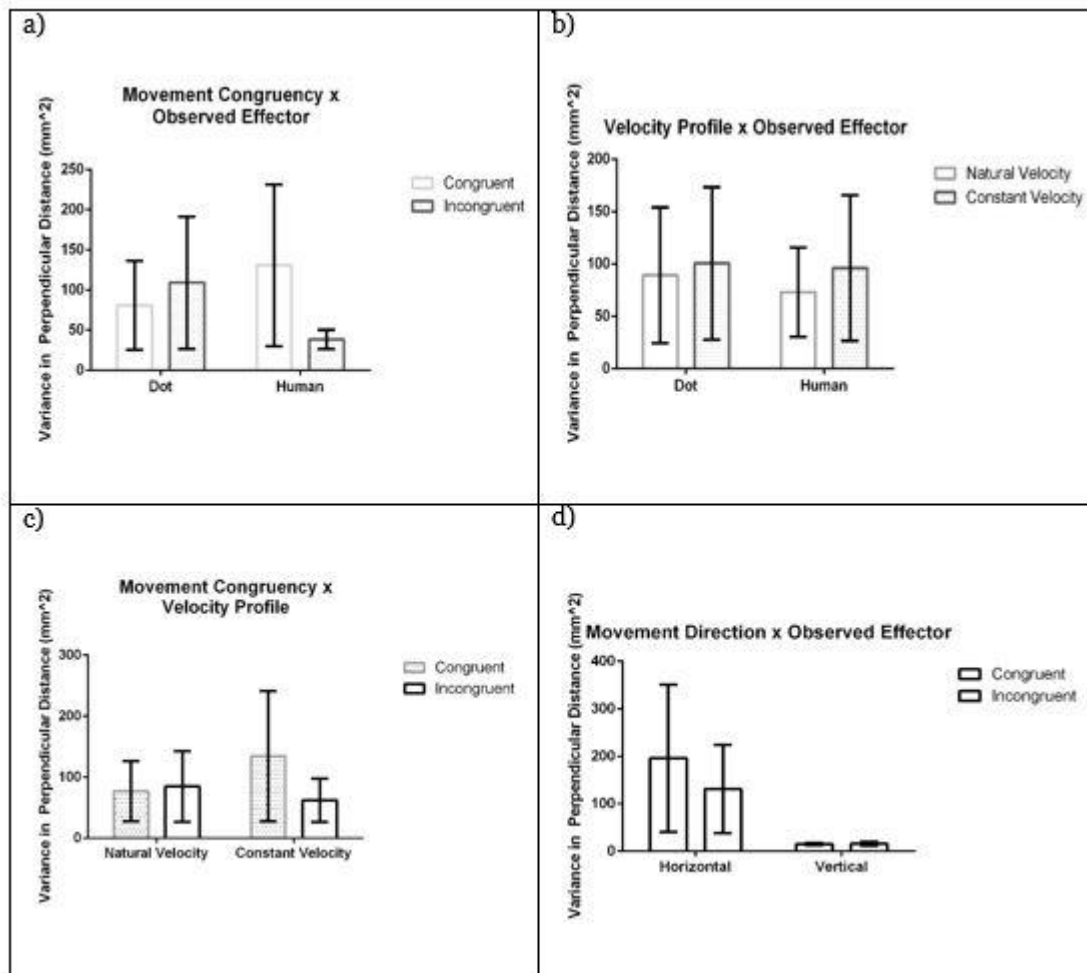 a)
Movement Congruency x
Observed Effector
Variance in Perpendicular Distance (mm^2)
250
200
150
100
50
0
Dot
Human
Congruent
Incongruent
b)
Velocity Profile x Observed Effector
Variance in Perpendicular Distance (mm^2)
200
150
100
50
0
Dot
Human
Natural Velocity
Constant Velocity
c)
Movement Congruency x
Velocity Profile
Variance in Perpendicular Distance (mm^2)
300
200
100
0
Natural Velocity
Constant Velocity
Congruent
Incongruent
d)
Movement Direction x Observed Effector
Variance in Perpendicular Distance (mm^2)
400
300
200
100
0
Horizontal
Vertical
Congruent
Incongruent